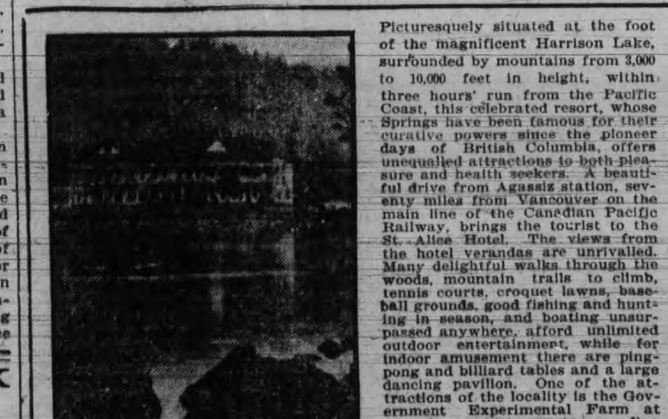 Picturesquely situated at the foot
of the magnificent Harrison Lake,
surrounded by mountains from 3,000
to 10,000 feet in height, within
three hours' run from the Pacific
Coast, this celebrated resort, whose
Springs have been famous for their
curative powers since the pioneer
days of British Columbia, offers
unequalled attractions to both plea-
sure and health seekers. A beauti-
ful drive from Agassiz station, sev-
enty miles from Vancouver on the
main line of the Canadian Pacific
Railway, brings the tourist to the
St. Alice Hotel. The views from
the hotel verandas are unrivalled.
Many delightful walks through the
woods, mountain trails to climb,
tennis courts, croquet lawns, base-
ball grounds, good fishing and hunt-
ing in season, and boating unsur-
passed anywhere, afford unlimited
outdoor entertainment, while for
indoor amusement there are ping-
pong and billiard tables and a large
dancing pavilion. One of the at-
tractions of the locality is the Gov-
ernment Experimental Farm at